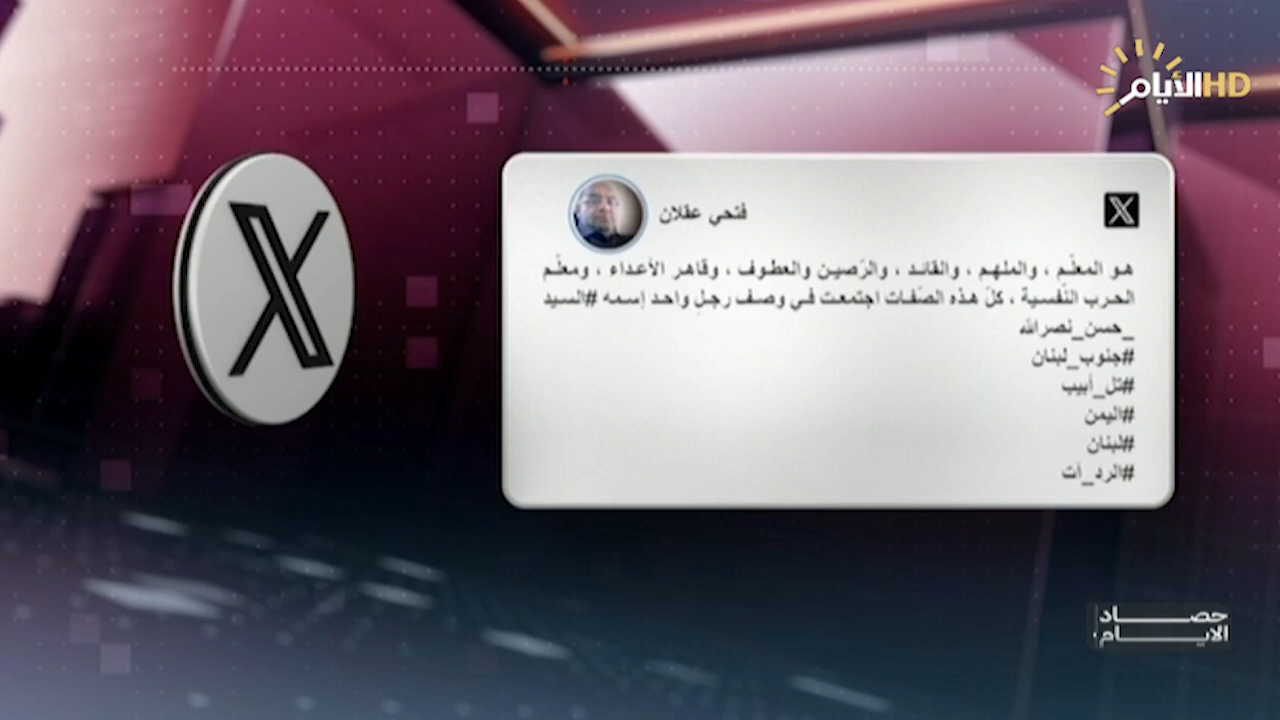 الأيام HD
X
X
فتحي عقلان
هو المعلّم ، والملهم ، والقائد ، والرّصين والعطوف ، وقاهر الأعداء ، ومعلّم
الحرب النّفسية ، كلّ هذه الصّفات اجتمعت في وصف رجلٍ واحد إسمه #السيد
_حسن_نصرالله
#جنوب_لبنان
#تل_أبيب
#اليمن
#لبنان
#الرد_آت
حصاد
الايام